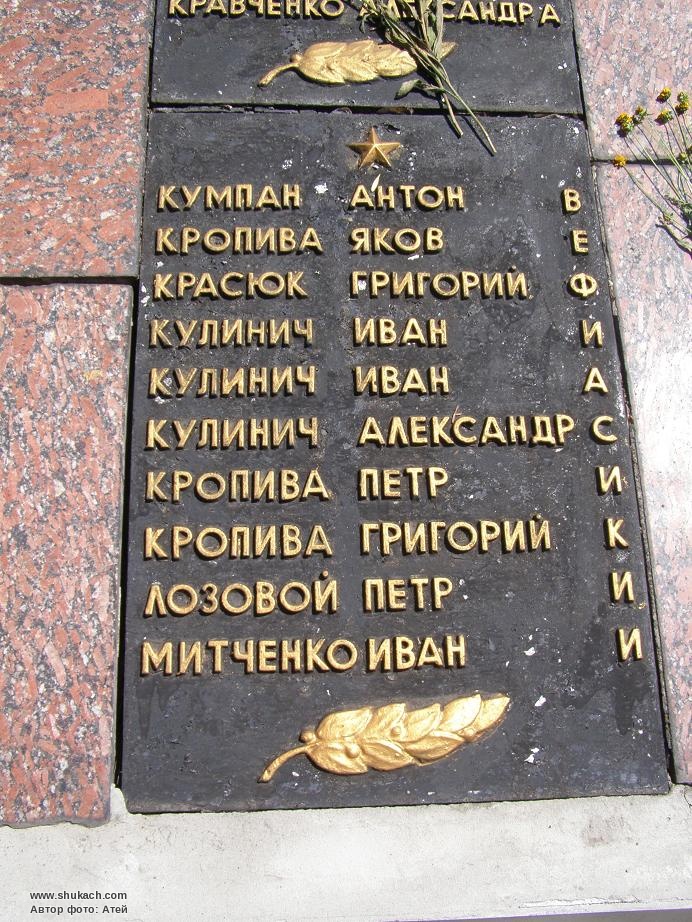 КРАВЧЕНКО АЛЕКСАНДР А
КУМПАН АНТОН В
КРОПИВА ЯКОВ Е
КРАСЮК ГРИГОРИЙ Ф
КУЛИНИЧ ИВАН И
КУЛИНИЧ ИВАН А
КУЛИНИЧ АЛЕКСАНДР С
КРОПИВА ПЕТР И
КРОПИВА ГРИГОРИЙ К
ЛОЗОВОЙ ПЕТР И
МИТЧЕНКО ИВАН И
www.shukach.com
Автор фото: Атей